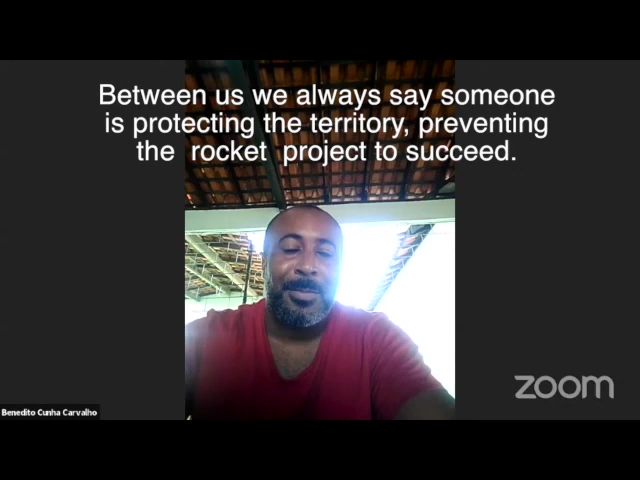 Between us we always say someone
is protecting the territory, preventing
the rocket project to succeed.
zoom
Benedito Cunha Carvalho